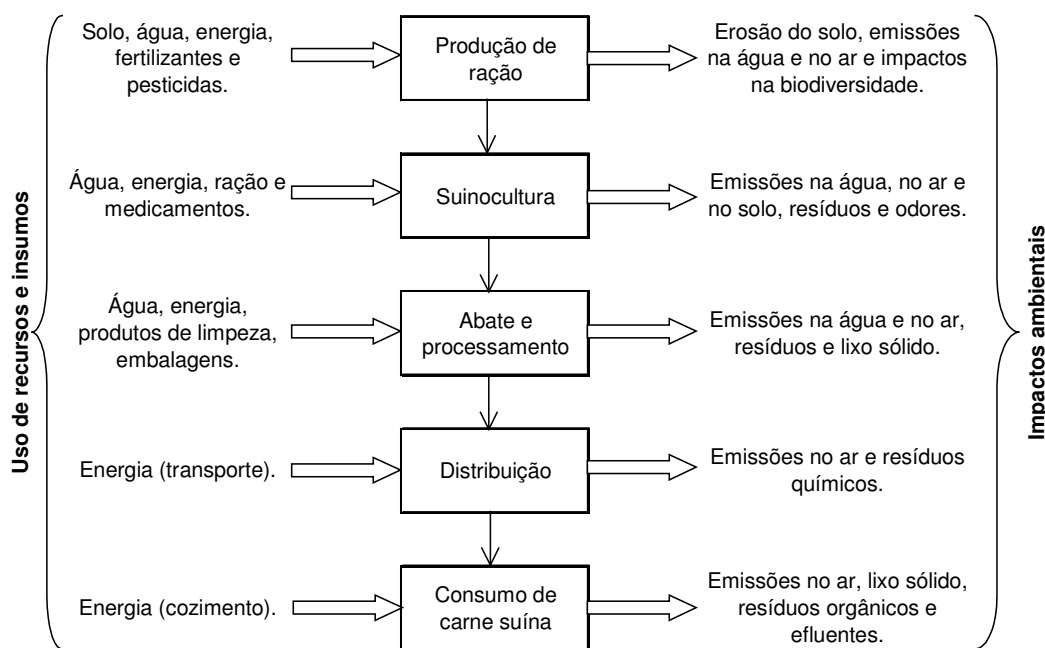 Uso de recursos e insumos
Solo, água, energia,
fertilizantes e
pesticidas.
Produção de
ração
Erosão do solo, emissões
na água e no ar e impactos
na biodiversidade.
Água, energia, ração e
medicamentos.
Suinocultura
Emissões na água, no ar e
no solo, resíduos e odores.
Água, energia,
produtos de limpeza,
embalagens.
Abate e
processamento
Emissões na água e no ar,
resíduos e lixo sólido.
Energia (transporte).
Distribuição
Emissões no ar e resíduos
químicos.
Energia (cozimento).
Consumo de
carne suína
Emissões no ar, lixo sólido,
resíduos orgânicos e
efluentes.
Impactos ambientais